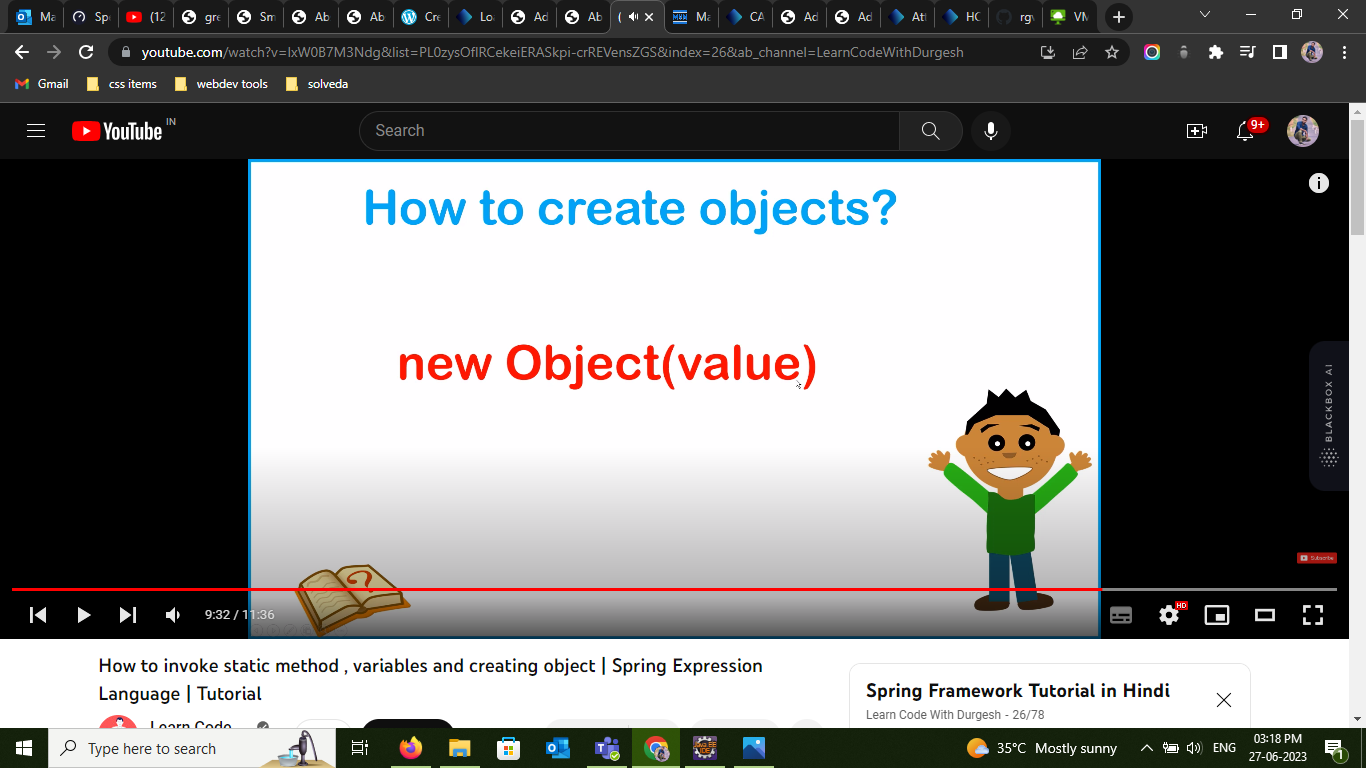 Ma
Sp
(12
gre
Sm
Ab
Ab
Cre
Lo
Ad
Ab
(
Ma
CA
Ad
Ad
Att
HC
rgv
VM
youtube.com/watch?v=IxW0B7M3Ndg&list=PL0zysOflRCekeiERASkpi-crREVensZGS&index=26&ab_channel=LearnCodeWithDurgesh
Gmail
css items
webdev tools
solveda
YouTube IN
Search
9+
How to create objects?
new Object(value)
BLACKBOX AI
Subscribe
9:32 / 11:36
HD
How to invoke static method , variables and creating object | Spring Expression
Language | Tutorial
Spring Framework Tutorial in Hindi
Learn Code With Durgesh - 26/78
Learn Code
Type here to search
35°C Mostly sunny
ENG
03:18 PM
27-06-2023
1